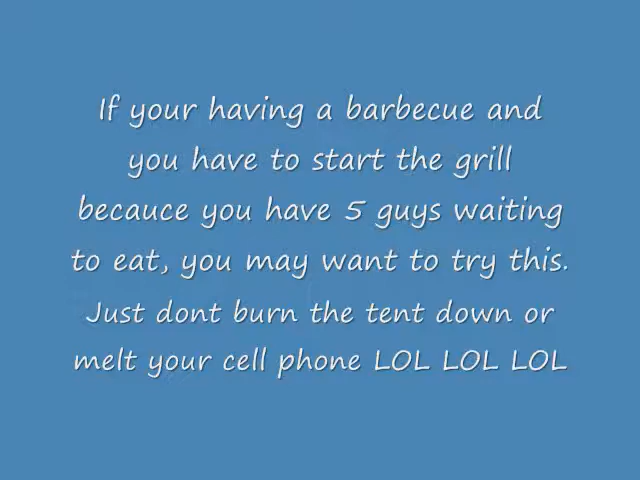 If your having a barbecue and
you have to start the grill
becauce you have 5 guys waiting
to eat, you may want to try this.
Just dont burn the tent down or
melt your cell phone LOL LOL LOL